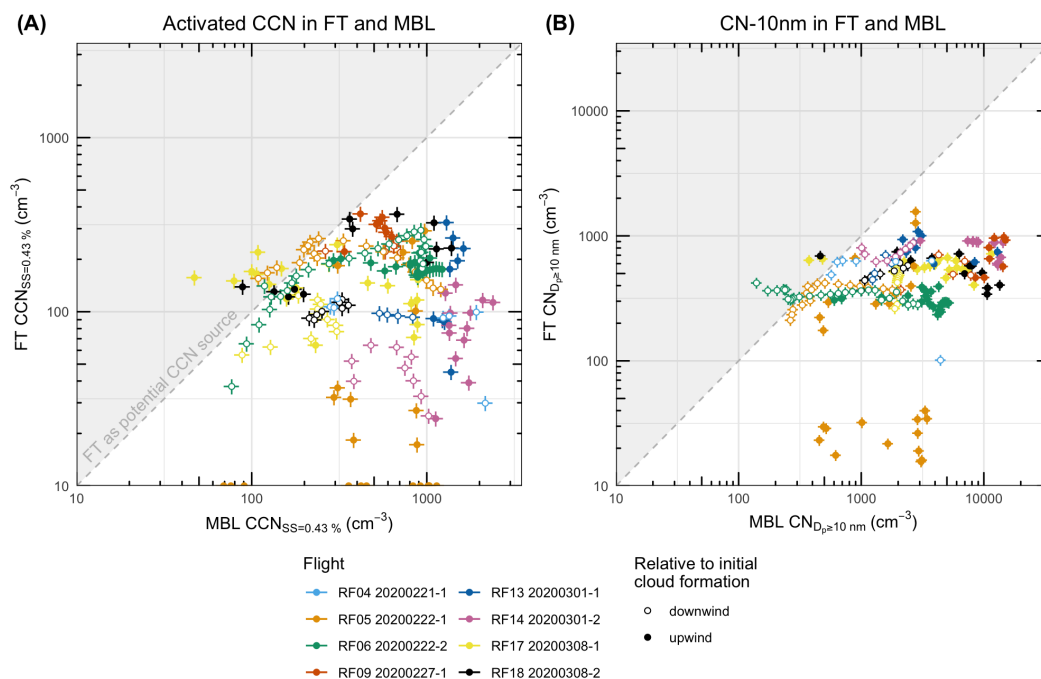 (A) Activated CCN in FT and MBL
FT CCN_SS=0.43 % (cm⁻³)
1000
100
10
FT as potential CCN source
10 100 1000
MBL CCN_SS=0.43 % (cm⁻³)
(B) CN-10nm in FT and MBL
FT CN_Dp≥10 nm (cm⁻³)
10000
1000
100
10
10 100 1000 10000
MBL CN_Dp≥10 nm (cm⁻³)
Flight
RF04 20200221-1 RF13 20200301-1
RF05 20200222-1 RF14 20200301-2
RF06 20200222-2 RF17 20200308-1
RF09 20200227-1 RF18 20200308-2
Relative to initial
cloud formation
downwind
upwind